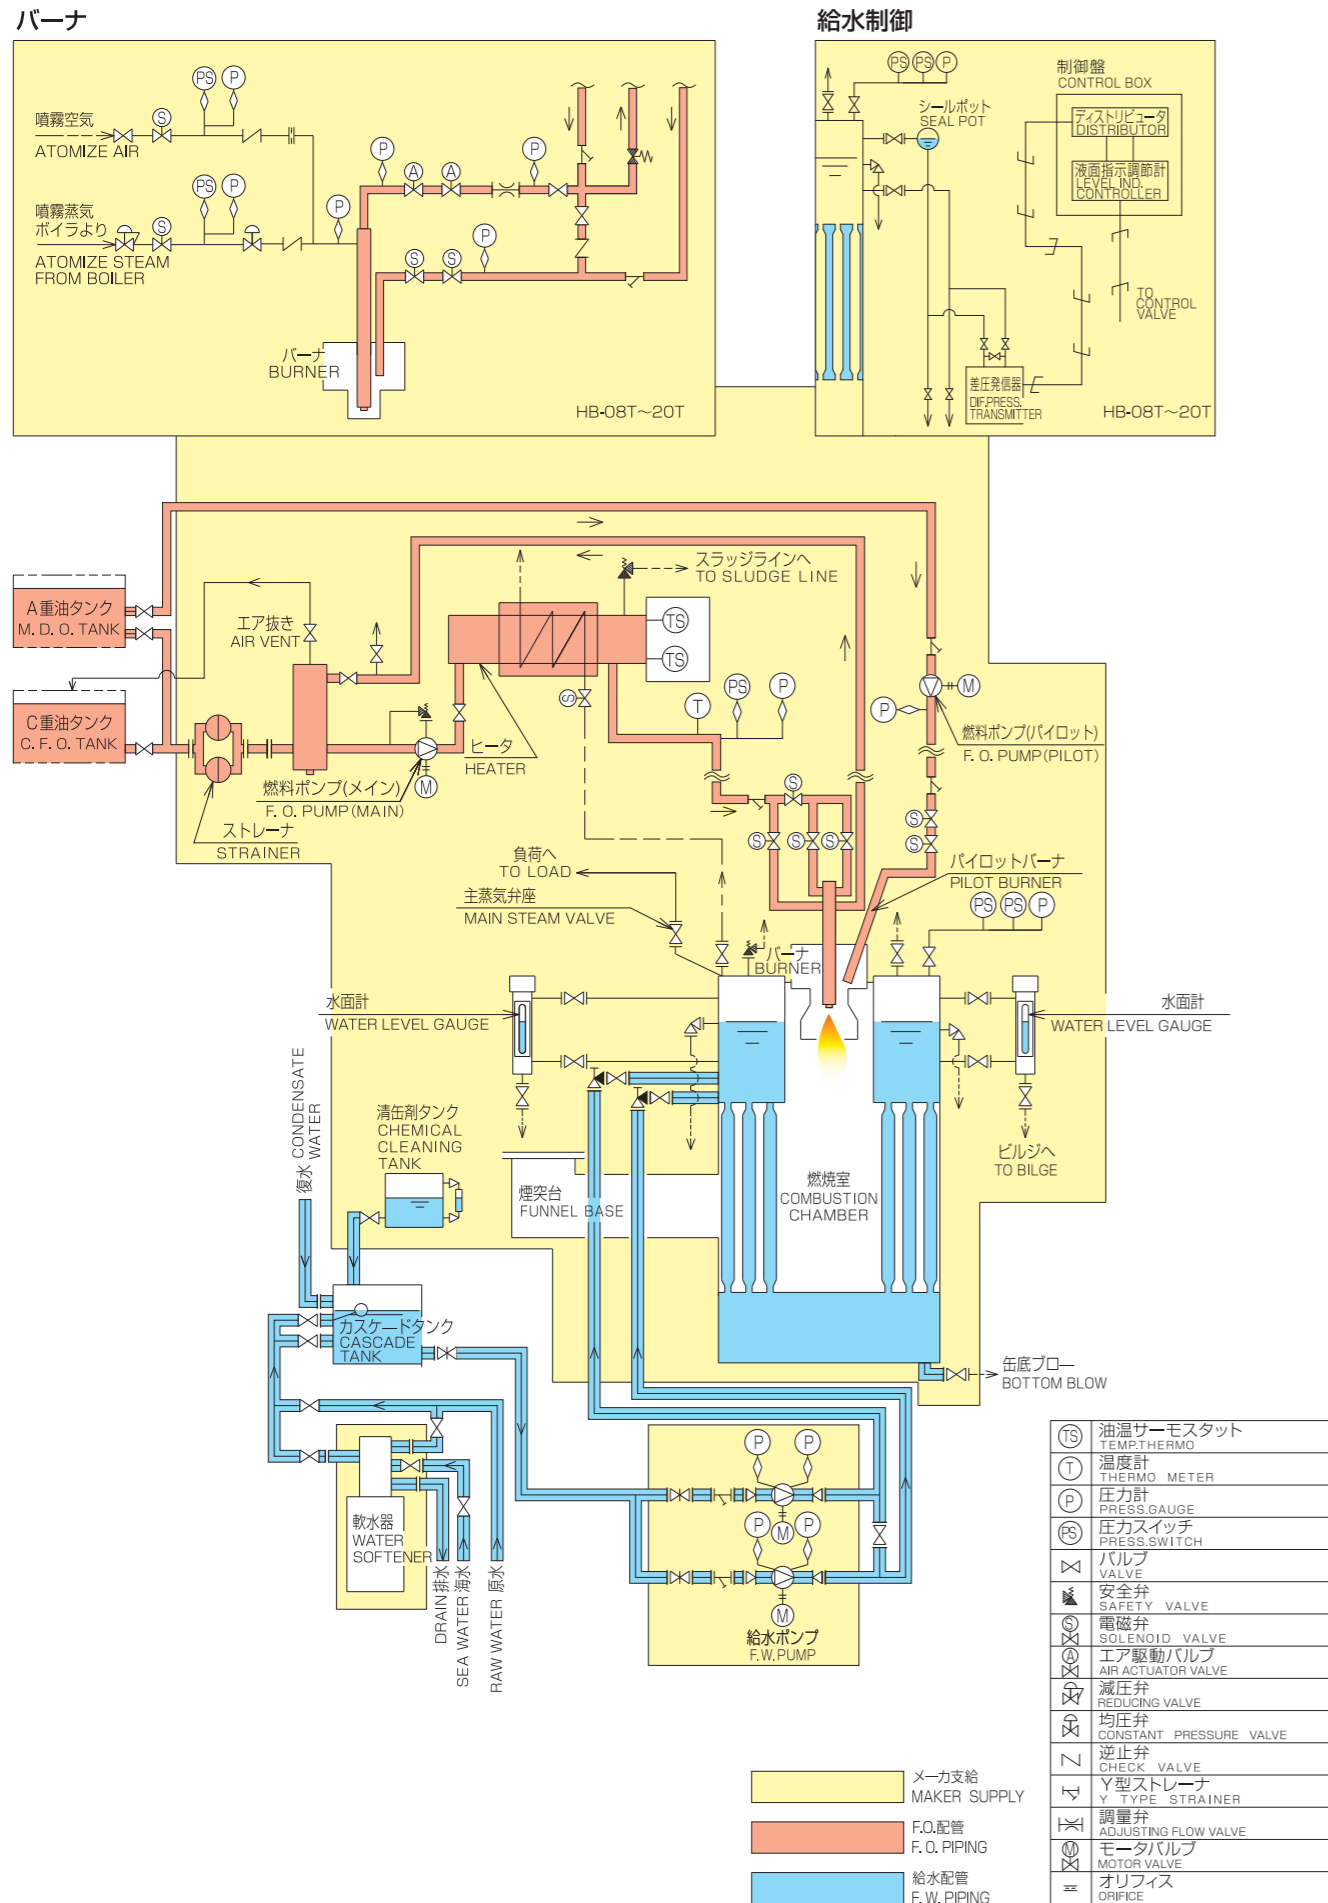 バーナ
噴霧空気
ATOMIZE AIR
噴霧蒸気
ボイラより
ATOMIZE STEAM
FROM BOILER
PS
P
S
PS
P
S
P
P
A
A
P
S
S
P
バーナ
BURNER
HB-08T～20T
給水制御
PS
PS
P
シールポット
SEAL POT
制御盤
CONTROL BOX
ディストリビュータ
DISTRIBUTOR
液面指示調節計
LEVEL IND.
CONTROLLER
TO
CONTROL
VALVE
差圧発信器
DIF.PRESS.
TRANSMITTER
HB-08T～20T
A重油タンク
M. D. O. TANK
C重油タンク
C. F. O. TANK
エア抜き
AIR VENT
スラッジラインへ
TO SLUDGE LINE
TS
TS
S
T
PS
P
P
M
燃料ポンプ(パイロット)
F. O. PUMP(PILOT)
ヒータ
HEATER
M
燃料ポンプ(メイン)
F. O. PUMP(MAIN)
ストレーナ
STRAINER
S
S
S
S
S
S
パイロットバーナ
PILOT BURNER
負荷へ
TO LOAD
主蒸気弁座
MAIN STEAM VALVE
PS
PS
P
バーナ
BURNER
水面計
WATER LEVEL GAUGE
水面計
WATER LEVEL GAUGE
復水 CONDENSATE
WATER
清缶剤タンク
CHEMICAL
CLEANING
TANK
煙突台
FUNNEL BASE
燃焼室
COMBUSTION
CHAMBER
ビルジへ
TO BILGE
カスケードタンク
CASCADE
TANK
缶底ブロー
BOTTOM BLOW
軟水器
WATER
SOFTENER
DRAIN 排水
SEA WATER 海水
RAW WATER 原水
P
P
M
P
P
M
給水ポンプ
F.W.PUMP
TS
油温サーモスタット
TEMP.THERMO
T
温度計
THERMO METER
P
圧力計
PRESS.GAUGE
PS
圧力スイッチ
PRESS.SWITCH
バルブ
VALVE
安全弁
SAFETY VALVE
S
電磁弁
SOLENOID VALVE
A
エア駆動バルブ
AIR ACTUATOR VALVE
減圧弁
REDUCING VALVE
均圧弁
CONSTANT PRESSURE VALVE
逆止弁
CHECK VALVE
Y型ストレーナ
Y TYPE STRAINER
調量弁
ADJUSTING FLOW VALVE
M
モータバルブ
MOTOR VALVE
オリフィス
ORIFICE
メーカ支給
MAKER SUPPLY
F.O.配管
F. O. PIPING
給水配管
F. W. PIPING